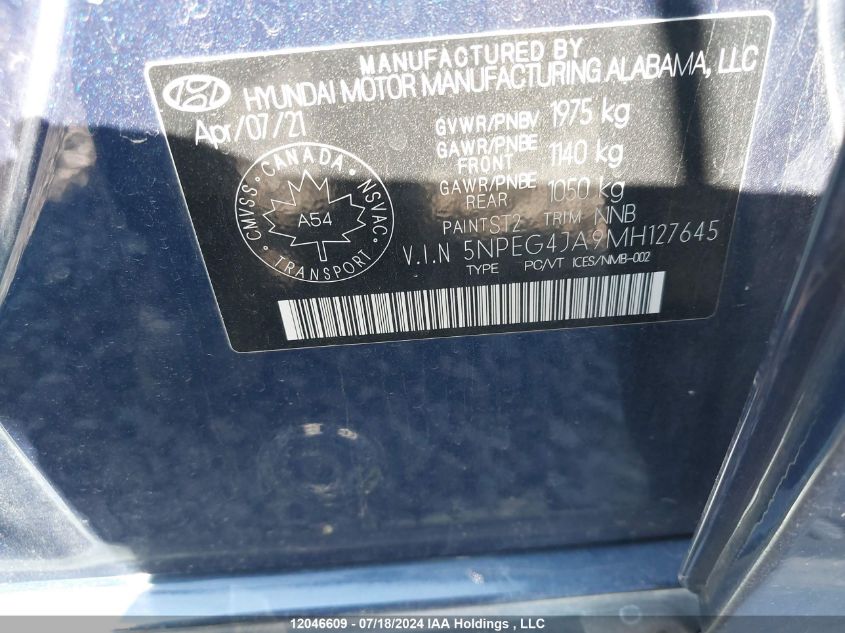 MANUFACTURED BY
HYUNDAI MOTOR MANUFACTURING ALABAMA, LLC
Apr/07/21
GVWR/PNBV 1975 kg
GAWR/PNBE FRONT 1140 kg
GAWR/PNBE REAR 1050 kg
PAINT ST2 TRIM NNB
V.I.N 5NPEG4JA9MH127645
TYPE PC/VT ICES/NMB-002
CMVSS · CANADA · NSVAC · TRANSPORT ·
A54
12046609 - 07/18/2024 IAA Holdings , LLC